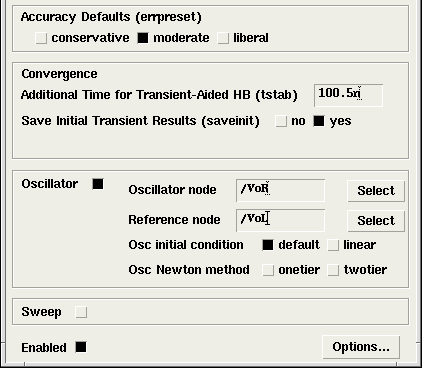 Accuracy Defaults (errpreset)
conservative moderate liberal
Convergence
Additional Time for Transient-Aided HB (tstab) 100.5n
Save Initial Transient Results (saveinit) no yes
Oscillator
Oscillator node /VoR Select
Reference node /VoL Select
Osc initial condition default linear
Osc Newton method onetier twotier
Sweep
Enabled
Options...